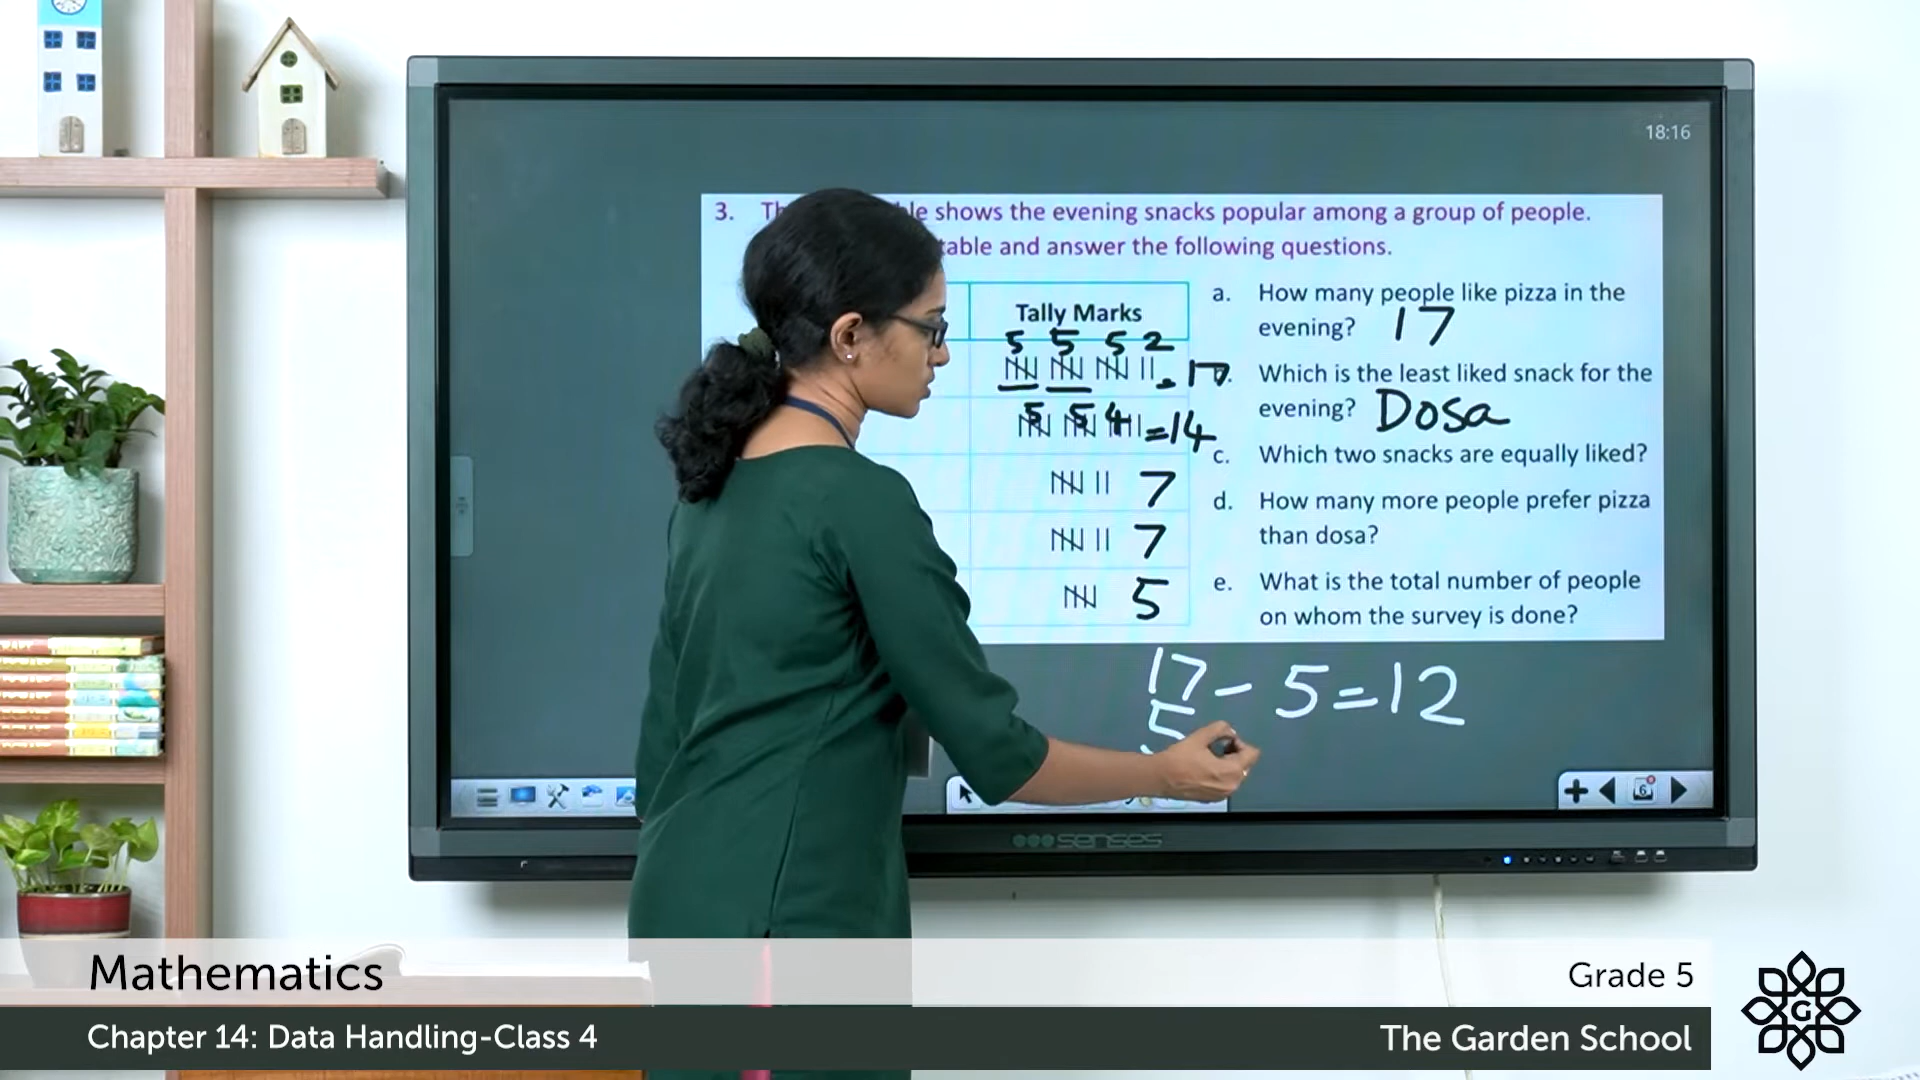 18:16
3. Th le shows the evening snacks popular among a group of people.
table and answer the following questions.
Tally Marks
5 5 5 2
= 17
5 5 4 = 14
7
7
5
a. How many people like pizza in the
evening? 17
Which is the least liked snack for the
evening? Dosa
c. Which two snacks are equally liked?
d. How many more people prefer pizza
than dosa?
e. What is the total number of people
on whom the survey is done?
17 - 5 = 12
5
6
senses
Mathematics
Grade 5
Chapter 14: Data Handling-Class 4
The Garden School
G